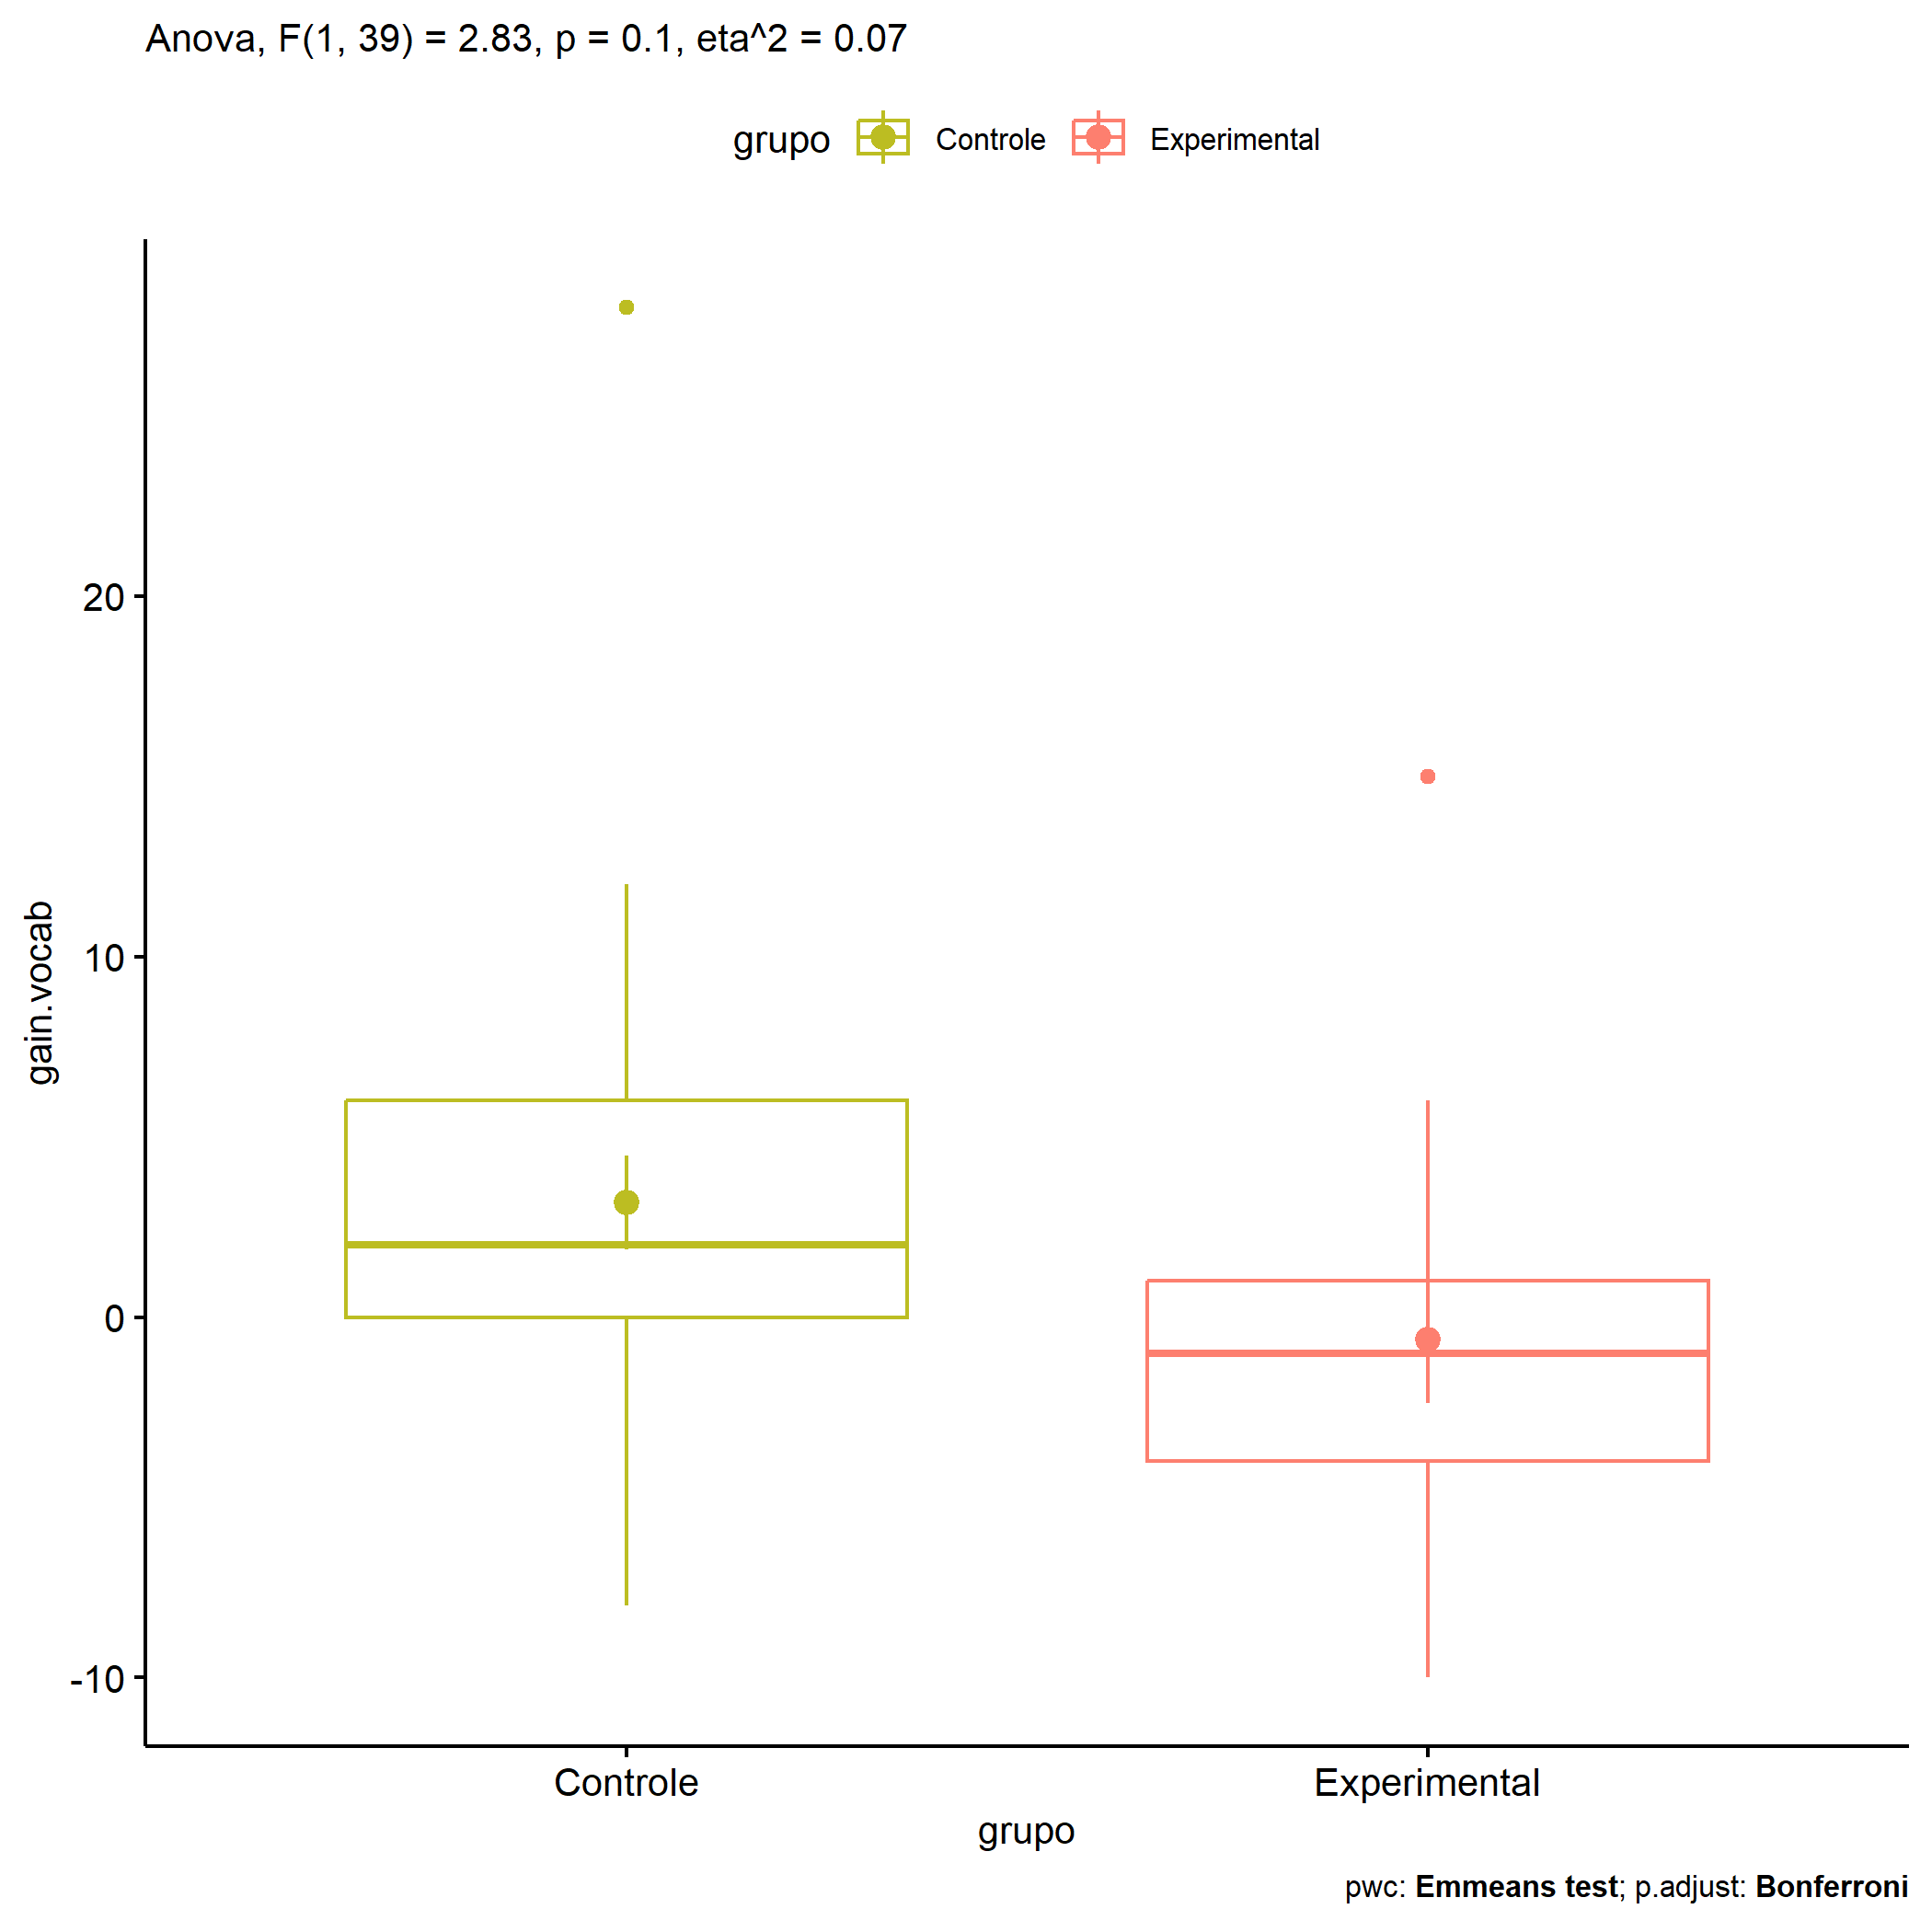 Anova, F(1, 39) = 2.83, p = 0.1, eta^2 = 0.07
grupo Controle Experimental
gain.vocab
20
10
0
-10
Controle Experimental
grupo
pwc: Emmeans test; p.adjust: Bonferroni